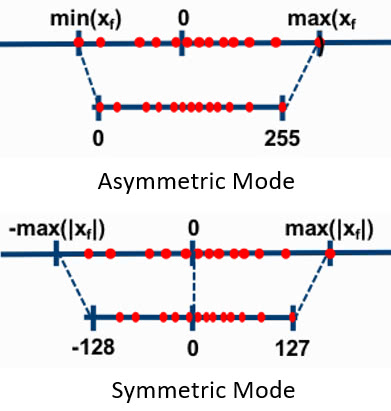 min(xf) 0 max(xf)
0 255
Asymmetric Mode
-max(|xf|) 0 max(|xf|)
-128 0 127
Symmetric Mode